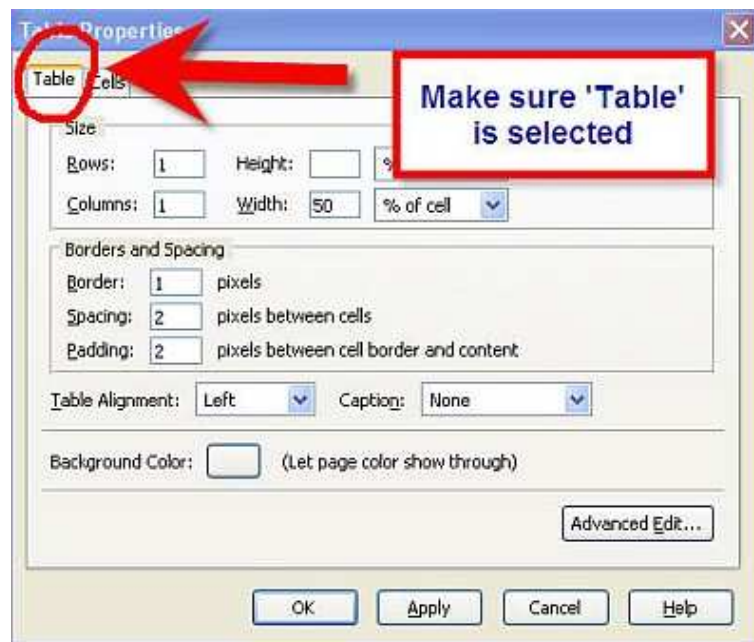 Table Properties
Table Cells
Make sure 'Table'
is selected
Size
Rows: 1 Height: %
Columns: 1 Width: 50 % of cell
Borders and Spacing
Border: 1 pixels
Spacing: 2 pixels between cells
Padding: 2 pixels between cell border and content
Table Alignment: Left Caption: None
Background Color: (Let page color show through)
Advanced Edit...
OK Apply Cancel Help